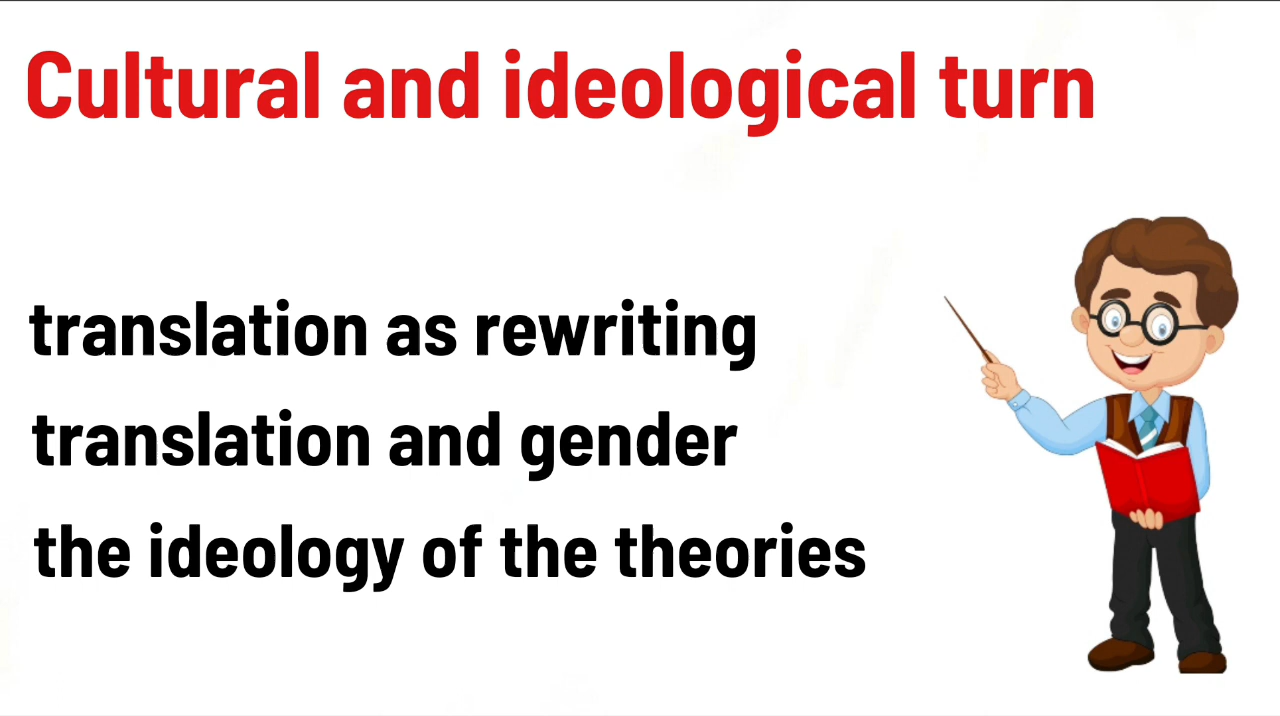 Cultural and ideological turn
translation as rewriting
translation and gender
the ideology of the theories